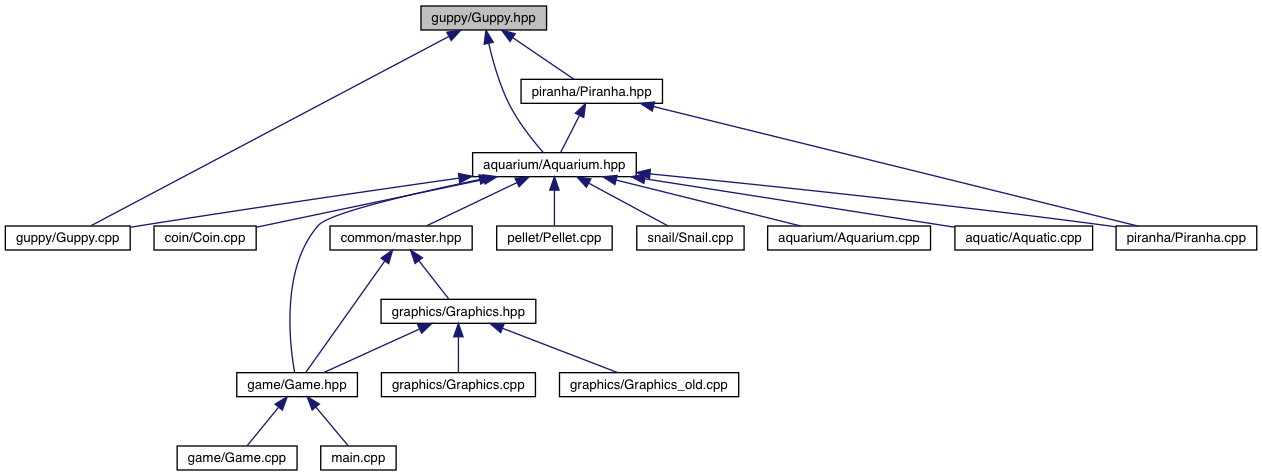 guppy/Guppy.hpp
piranha/Piranha.hpp
aquarium/Aquarium.hpp
guppy/Guppy.cpp
coin/Coin.cpp
common/master.hpp
pellet/Pellet.cpp
snail/Snail.cpp
aquarium/Aquarium.cpp
aquatic/Aquatic.cpp
piranha/Piranha.cpp
graphics/Graphics.hpp
game/Game.hpp
graphics/Graphics.cpp
graphics/Graphics_old.cpp
game/Game.cpp
main.cpp